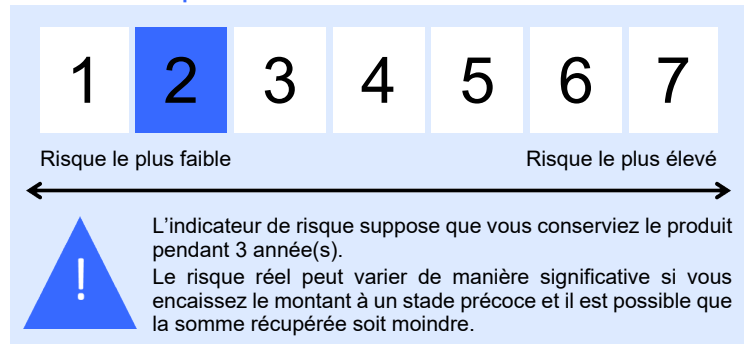 1 2 3 4 5 6 7
Risque le plus faible Risque le plus élevé
L'indicateur de risque suppose que vous conserviez le produit
pendant 3 année(s).
Le risque réel peut varier de manière significative si vous
encaissez le montant à un stade précoce et il est possible que
la somme récupérée soit moindre.
!